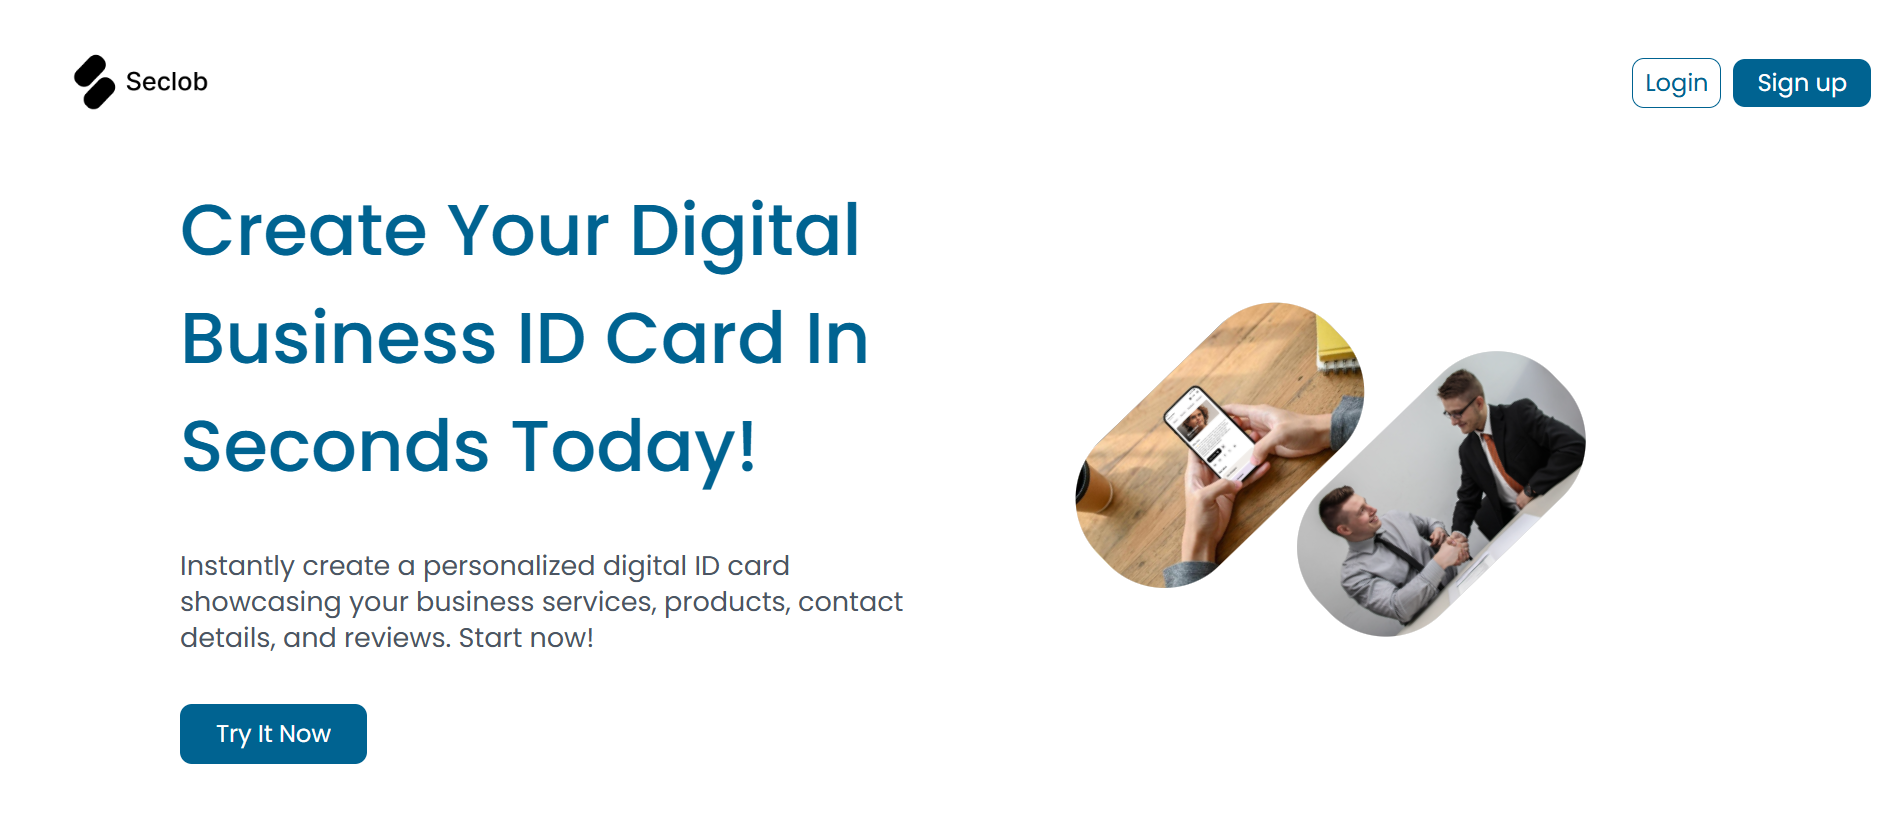 Seclob
Login
Sign up
Create Your Digital
Business ID Card In
Seconds Today!
Instantly create a personalized digital ID card
showcasing your business services, products, contact
details, and reviews. Start now!
Try It Now